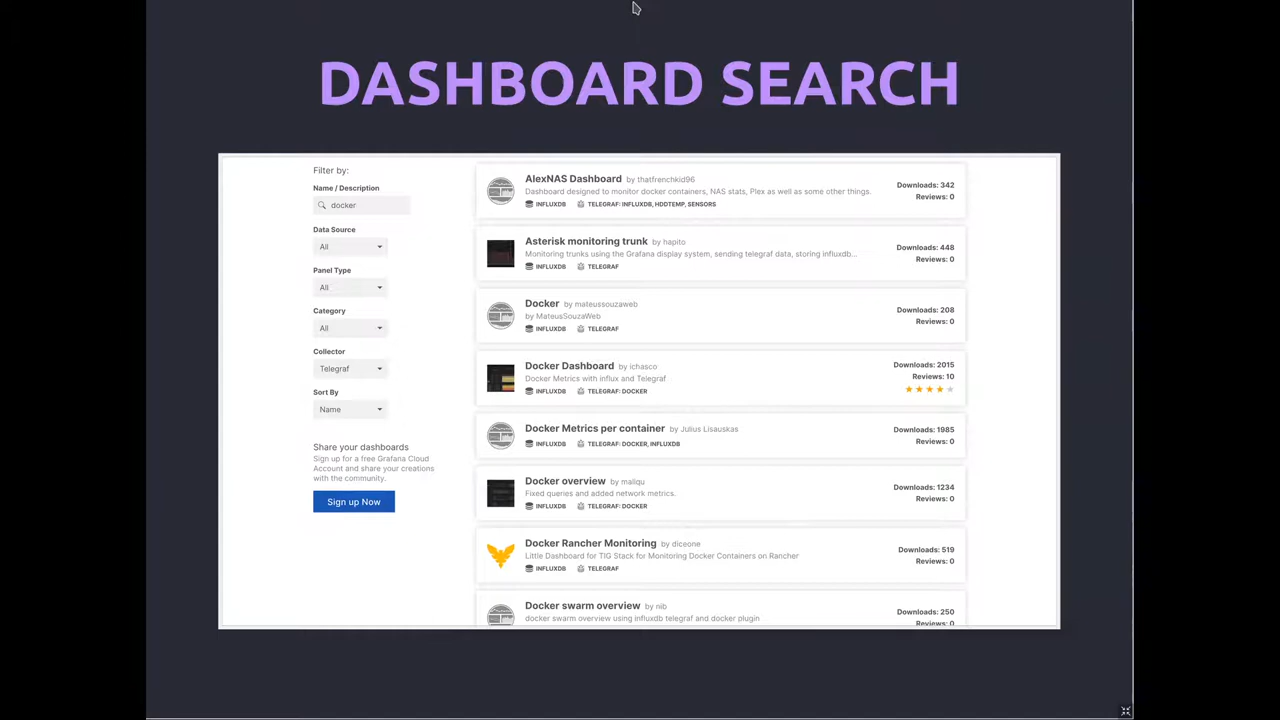 DASHBOARD SEARCH
Filter by:
Name / Description
docker
Data Source
All
Panel Type
All
Category
All
Collector
Telegraf
Sort By
Name
Share your dashboards
Sign up for a free Grafana Cloud
Account and share your creations
with the community.
Sign up Now
AlexNAS Dashboard by thatfrenchkid96
Dashboard designed to monitor docker containers, NAS stats, Plex as well as some other things.
INFLUXDB TELEGRAF: INFLUXDB, HDDTEMP, SENSORS
Downloads: 342
Reviews: 0
Asterisk monitoring trunk by hapito
Monitoring trunks using the Grafana display system, sending telegraf data, storing influxdb...
INFLUXDB TELEGRAF
Downloads: 448
Reviews: 0
Docker by mateussouzaweb
by MateusSouzaWeb
INFLUXDB TELEGRAF
Downloads: 208
Reviews: 0
Docker Dashboard by ichasco
Docker Metrics with influx and Telegraf
INFLUXDB TELEGRAF: DOCKER
Downloads: 2015
Reviews: 10
Docker Metrics per container by Julius Lisauskas
INFLUXDB TELEGRAF: DOCKER, INFLUXDB
Downloads: 1985
Reviews: 0
Docker overview by maliqu
Fixed queries and added network metrics.
INFLUXDB TELEGRAF: DOCKER
Downloads: 1234
Reviews: 0
Docker Rancher Monitoring by diceone
Little Dashboard for TIG Stack for Monitoring Docker Containers on Rancher
INFLUXDB TELEGRAF
Downloads: 519
Reviews: 0
Docker swarm overview by nib
docker swarm overview using influxdb telegraf and docker plugin
Downloads: 250
Reviews: 0